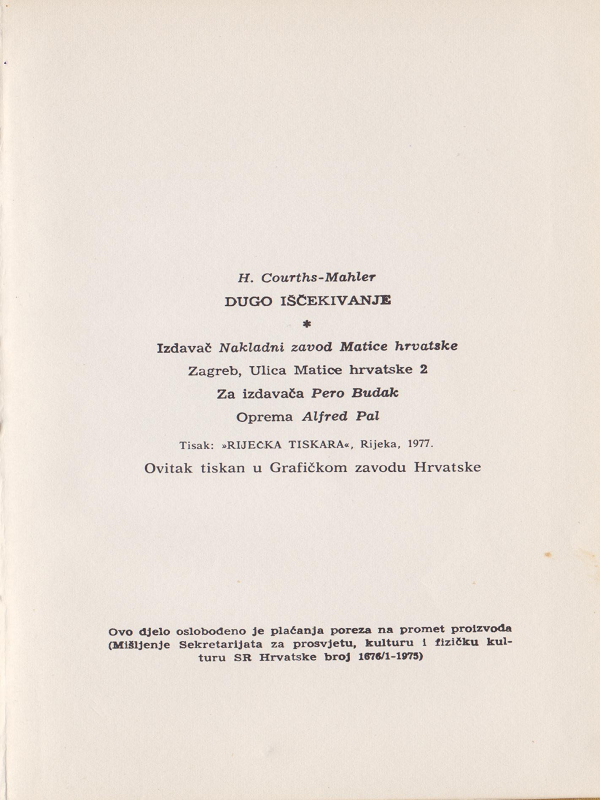 H. Courths-Mahler
DUGO IŠČEKIVANJE
*
Izdavač Nakladni zavod Matice hrvatske
Zagreb, Ulica Matice hrvatske 2
Za izdavača Pero Budak
Oprema Alfred Pal
Tisak: »RIJEČKA TISKARA«, Rijeka, 1977.
Ovitak tiskan u Grafičkom zavodu Hrvatske
Ovo djelo oslobođeno je plaćanja poreza na promet proizvoda
(Mišljenje Sekretarijata za prosvjetu, kulturu i fizičku kul-
turu SR Hrvatske broj 1676/1-1975)